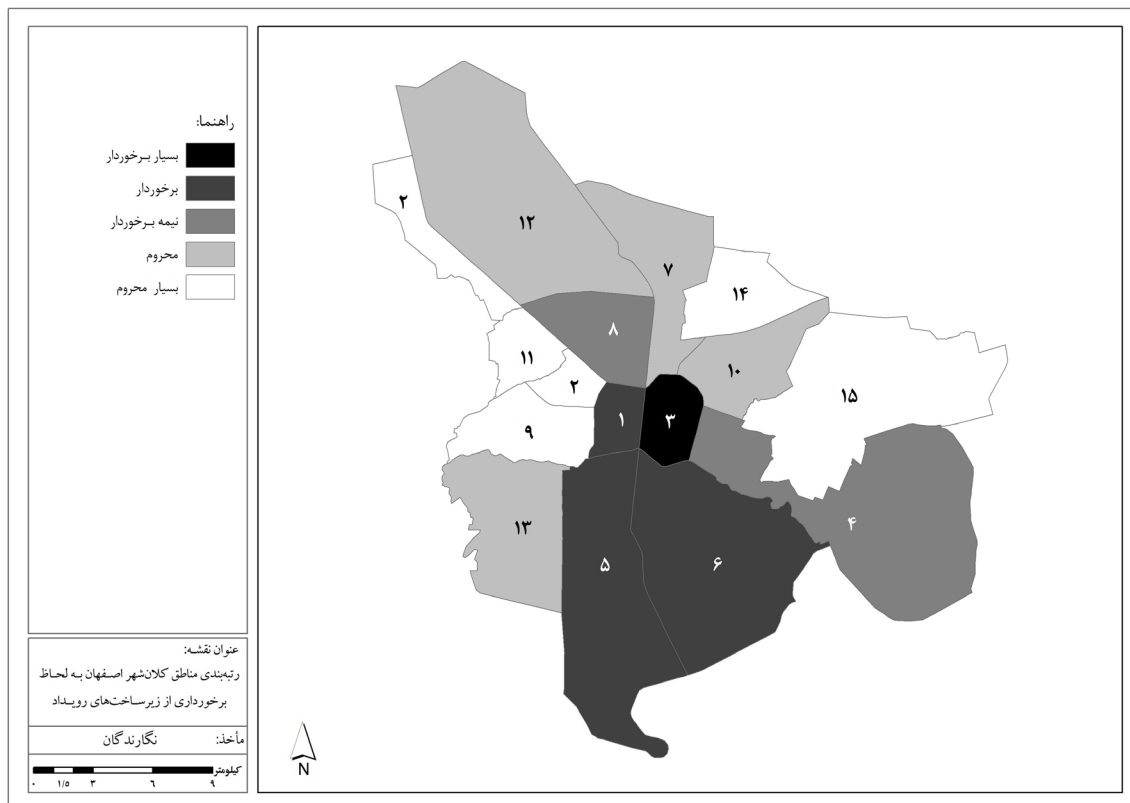 راهنما:
بسیار برخوردار
برخوردار
نیمه برخوردار
محروم
بسیار محروم
عنوان نقشه:
رتبه‌بندی مناطق کلان‌شهر اصفهان به لحاظ
برخورداری از زیرساخت‌های رویداد
مأخذ: نگارندگان
کیلومتر
۰ ۱/۵ ۳ ۶ ۹
۲
۱۲
۷
۱۴
۸
۱۱
۲
۱۰
۱۵
۱
۳
۹
۱۳
۴
۵
۶
N